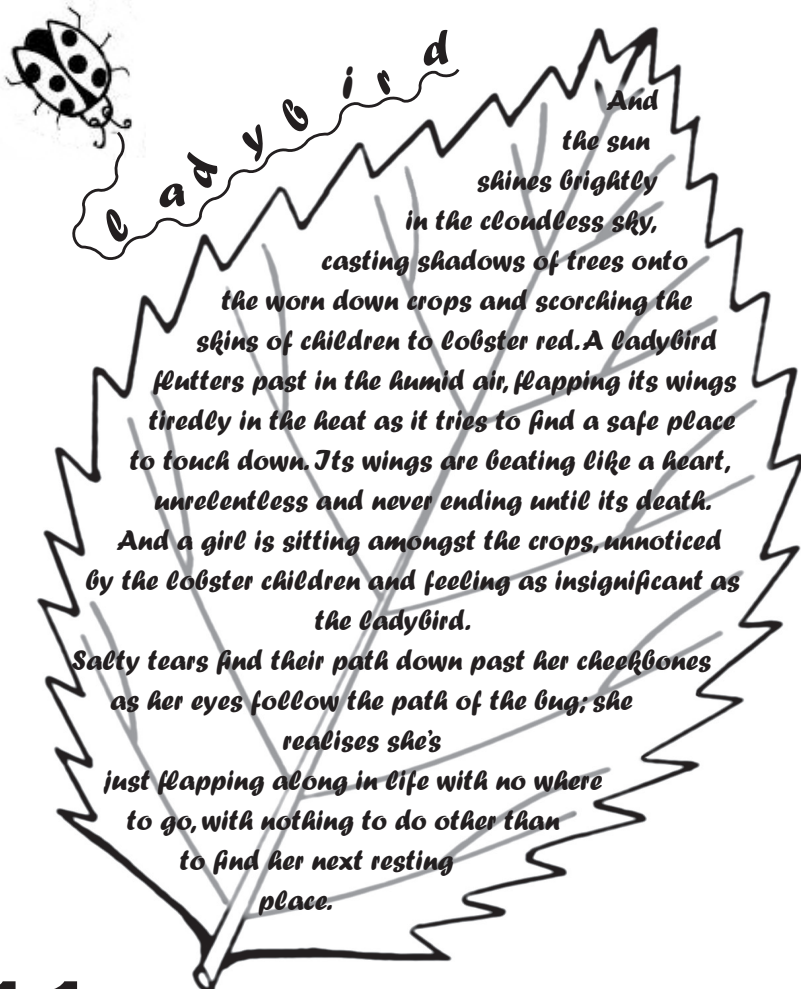 ladybird
And
the sun
shines brightly
in the cloudless sky,
casting shadows of trees onto
the worn down crops and scorching the
skins of children to lobster red. A ladybird
flutters past in the humid air, flapping its wings
tiredly in the heat as it tries to find a safe place
to touch down. Its wings are beating like a heart,
unrelentless and never ending until its death.
And a girl is sitting amongst the crops, unnoticed
by the lobster children and feeling as insignificant as
the ladybird.
Salty tears find their path down past her cheekbones
as her eyes follow the path of the bug; she
realises she's
just flapping along in life with no where
to go, with nothing to do other than
to find her next resting
place.